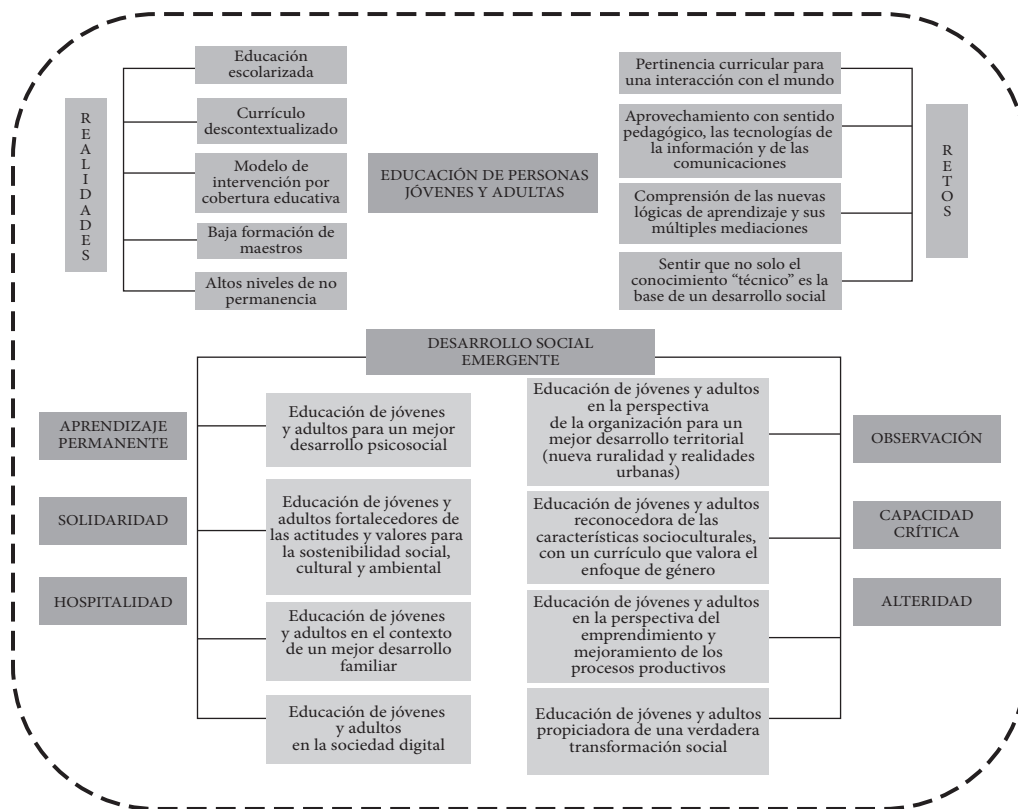 REALIDADES
Educación
escolarizada
Currículo
descontextualizado
Modelo de
intervención por
cobertura educativa
Baja formación de
maestros
Altos niveles de no
permanencia
EDUCACIÓN DE PERSONAS
JÓVENES Y ADULTAS
Pertinencia curricular para
una interacción con el mundo
Aprovechamiento con sentido
pedagógico, las tecnologías de
la información y de las
comunicaciones
Comprensión de las nuevas
lógicas de aprendizaje y sus
múltiples mediaciones
Sentir que no solo el
conocimiento “técnico” es la
base de un desarrollo social
RETOS
DESARROLLO SOCIAL
EMERGENTE
APRENDIZAJE
PERMANENTE
SOLIDARIDAD
HOSPITALIDAD
Educación de jóvenes
y adultos para un mejor
desarrollo psicosocial
Educación de jóvenes y
adultos fortalecedores de
las actitudes y valores para
la sostenibilidad social,
cultural y ambiental
Educación de jóvenes
y adultos en el contexto
de un mejor desarrollo
familiar
Educación de jóvenes
y adultos
en la sociedad digital
Educación de jóvenes y adultos
en la perspectiva
de la organización para un
mejor desarrollo territorial
(nueva ruralidad y realidades
urbanas)
Educación de jóvenes y adultos
reconocedora de las
características socioculturales,
con un currículo que valora el
enfoque de género
Educación de jóvenes y adultos
en la perspectiva del
emprendimiento y
mejoramiento de los
procesos productivos
Educación de jóvenes y adultos
propiciadora de una verdadera
transformación social
OBSERVACIÓN
CAPACIDAD
CRÍTICA
ALTERIDAD